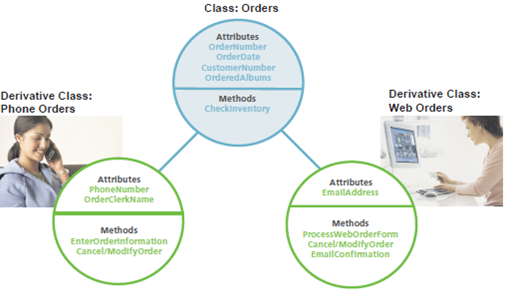 Class: Orders
Attributes
OrderNumber
OrderDate
CustomerNumber
OrderedAlbums
Methods
CheckInventory
Derivative Class:
Phone Orders
Attributes
PhoneNumber
OrderClerkName
Methods
EnterOrderInformation
Cancel/ModifyOrder
Derivative Class:
Web Orders
Attributes
EmailAddress
Methods
ProcessWebOrderForm
Cancel/ModifyOrder
EmailConfirmation